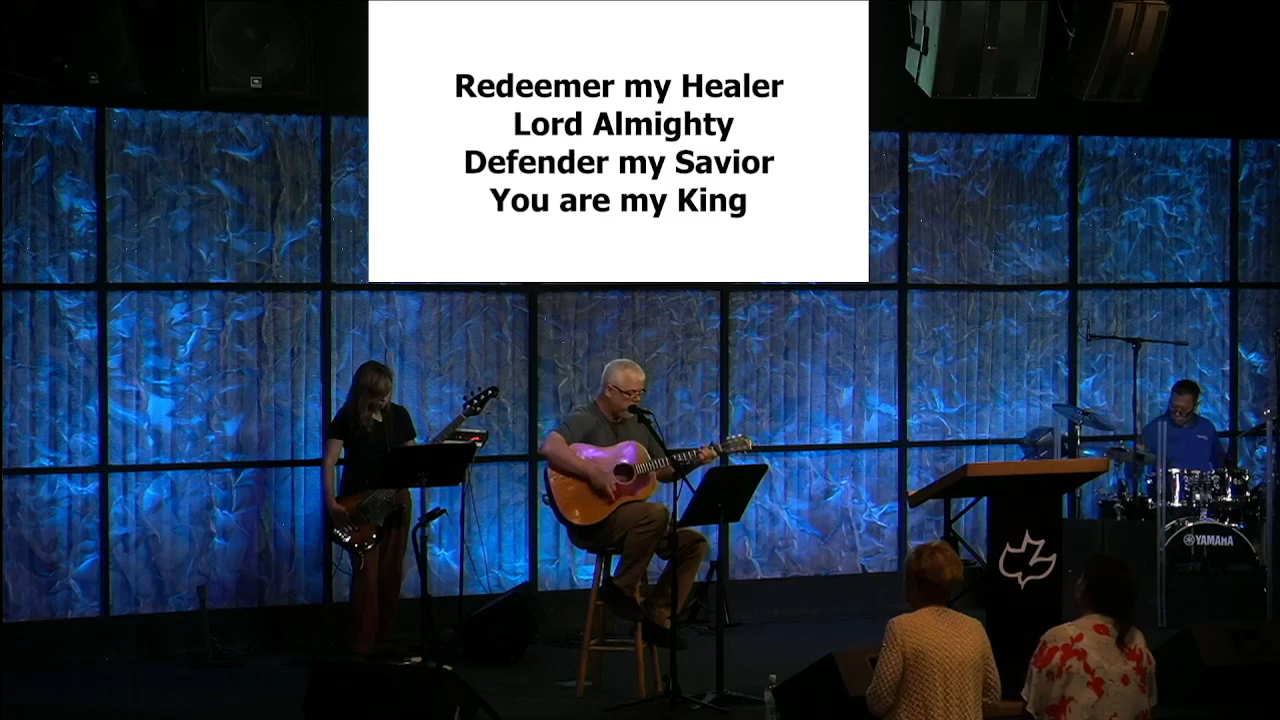 Redeemer my Healer
Lord Almighty
Defender my Savior
You are my King
YAMAHA